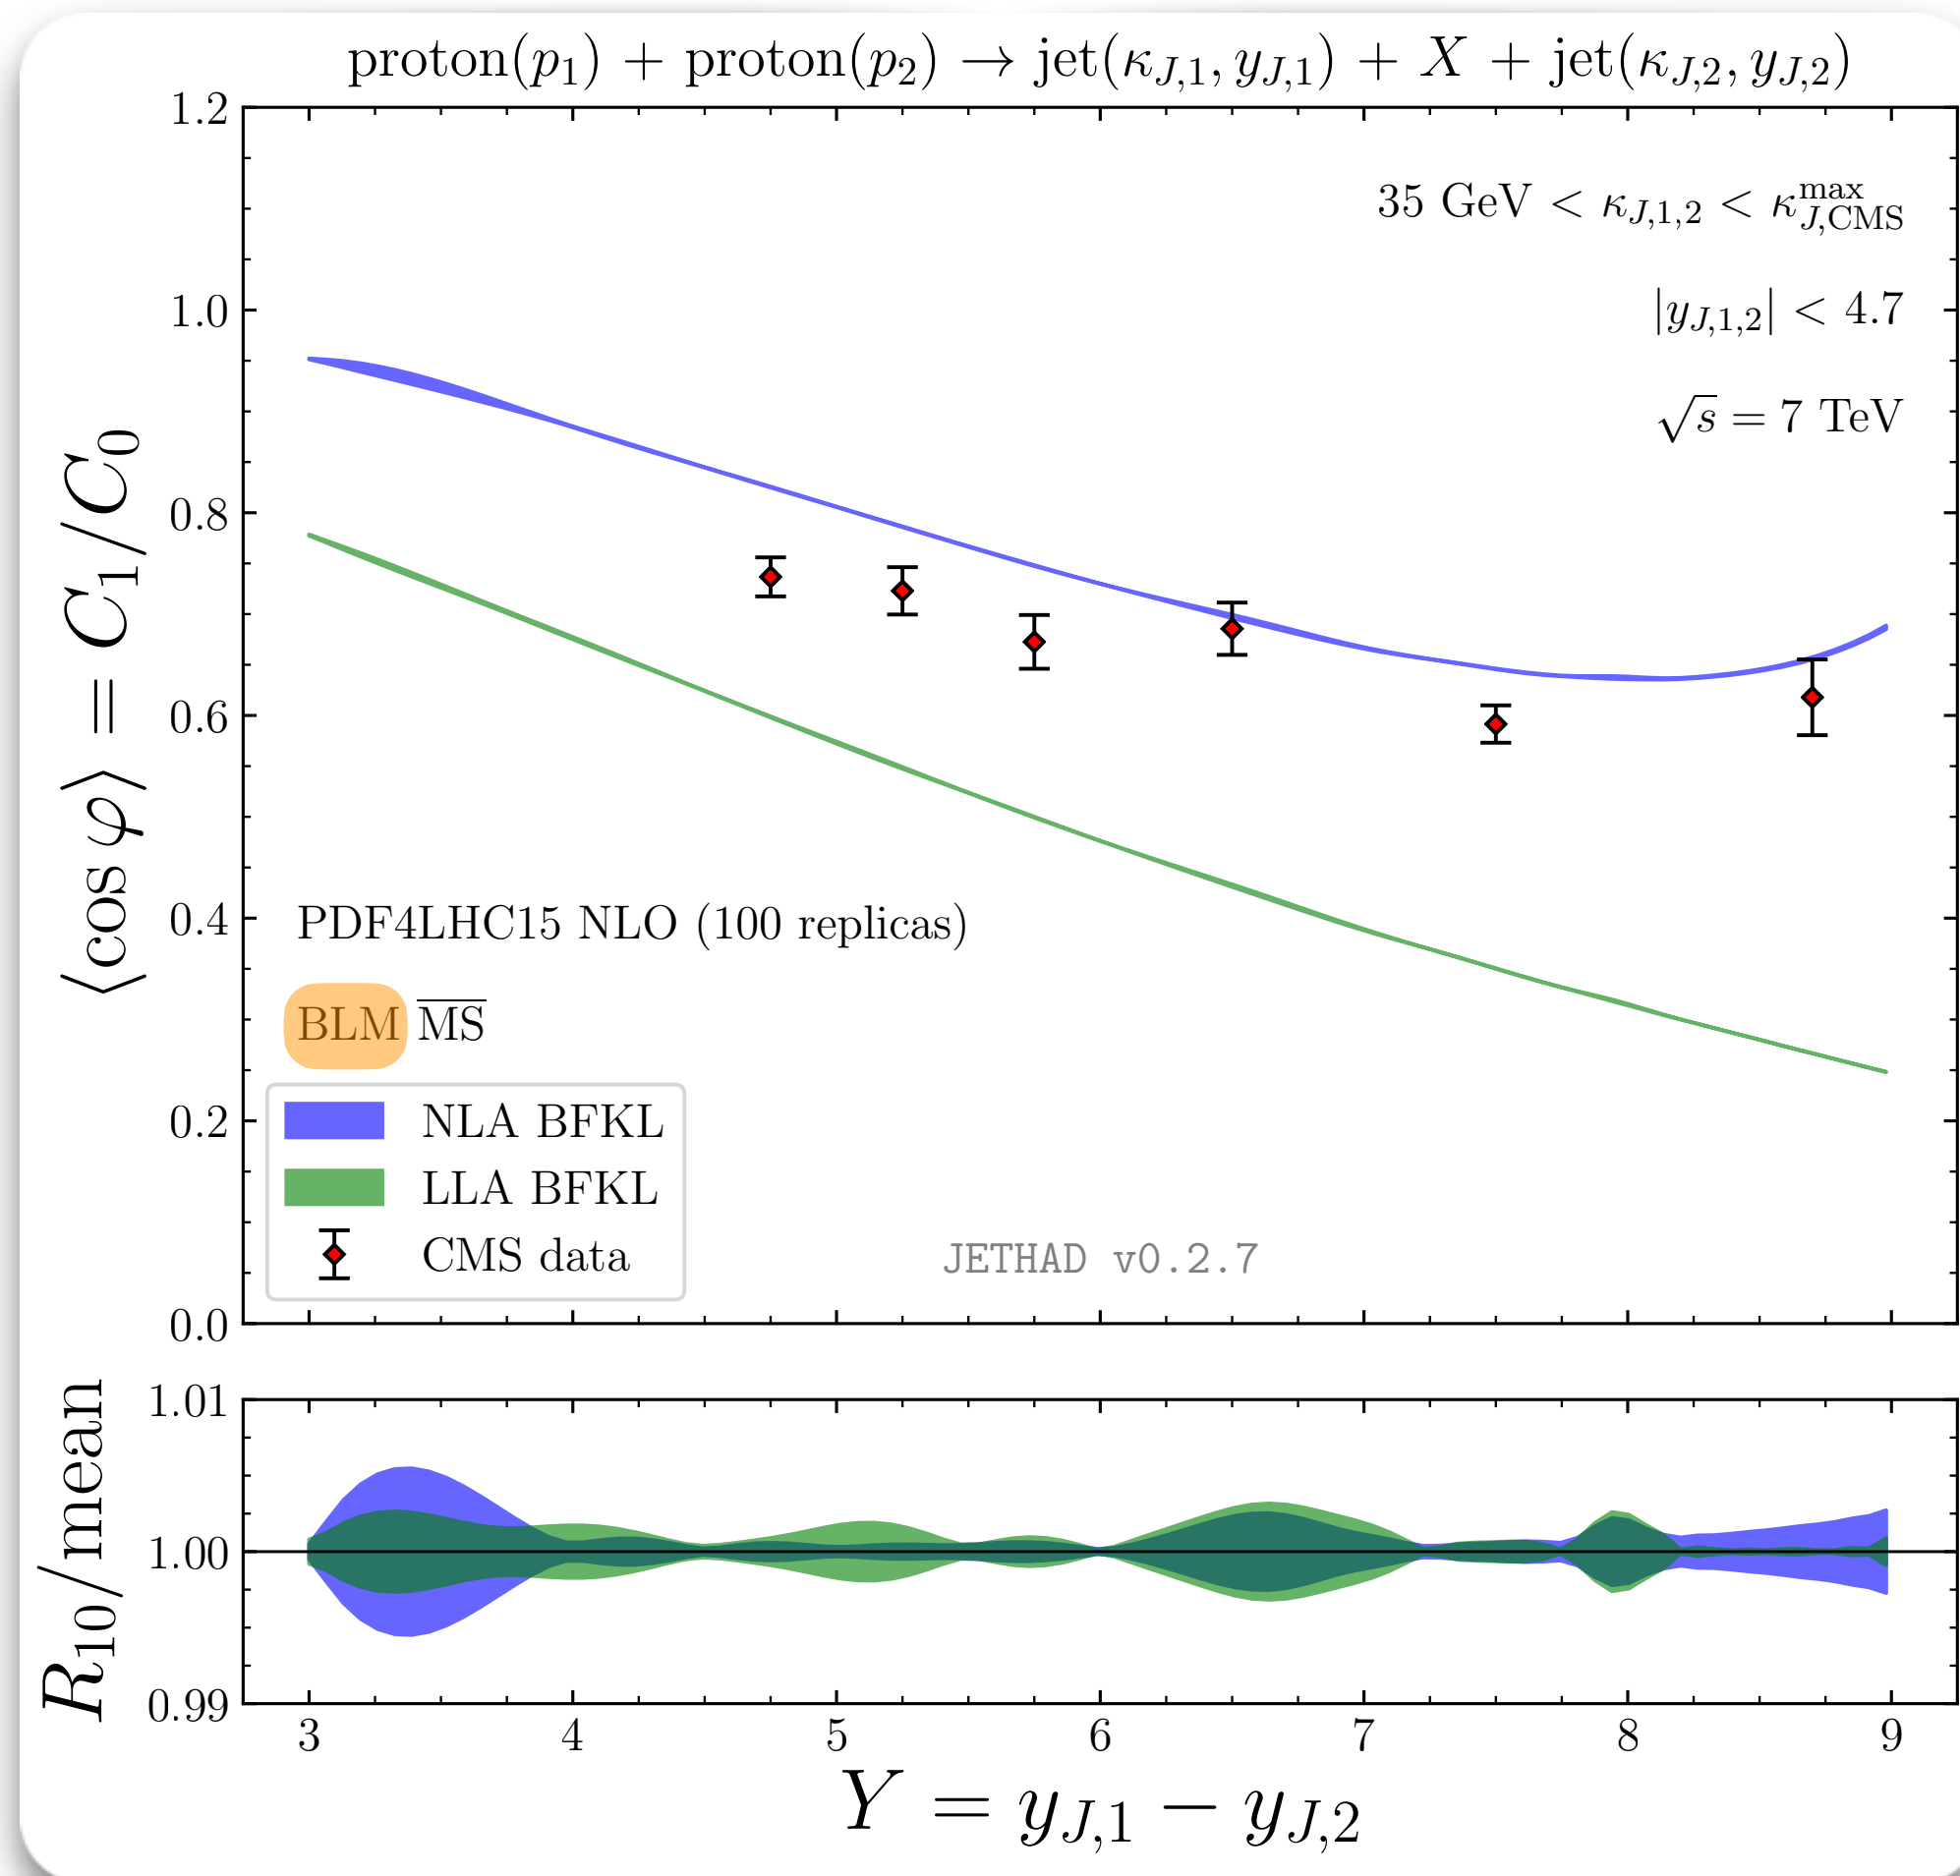 proton(p₁) + proton(p₂) → jet(κ_{J,1}, y_{J,1}) + X + jet(κ_{J,2}, y_{J,2})
⟨cos φ⟩ = C₁/C₀
1.2
1.0
0.8
0.6
0.4
0.2
0.0
35 GeV < κ_{J,1,2} < κ^{max}_{J,CMS}
|y_{J,1,2}| < 4.7
√s = 7 TeV
PDF4LHC15 NLO (100 replicas)
BLM \overline{MS}
NLA BFKL
LLA BFKL
CMS data
JETHAD v0.2.7
R₁₀/mean
1.01
1.00
0.99
3 4 5 6 7 8 9
Y = y_{J,1} − y_{J,2}